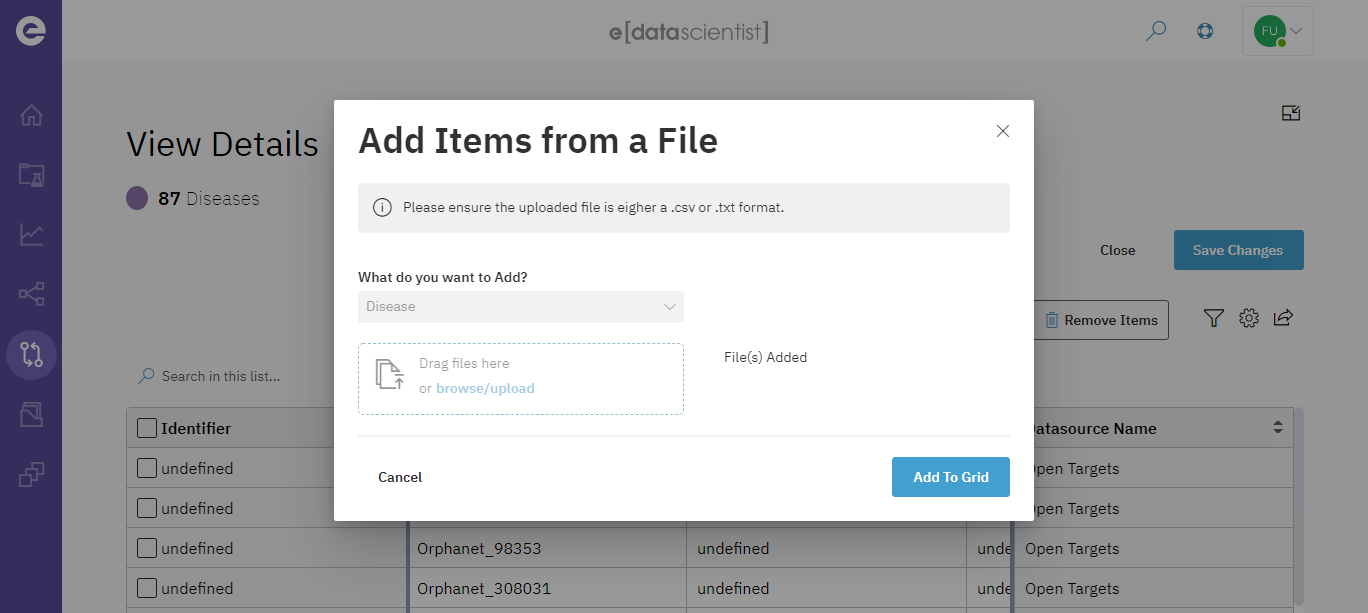 e[datascientist]
FU
View Details
87 Diseases
Add Items from a File
Please ensure the uploaded file is eigher a .csv or .txt format.
What do you want to Add?
Disease
Drag files here
or browse/upload
File(s) Added
Cancel
Add To Grid
Close
Save Changes
Remove Items
Search in this list...
Identifier
atasource Name
undefined
Open Targets
undefined
Open Targets
undefined
Orphanet_98353
undefined
unde
Open Targets
undefined
Orphanet_308031
undefined
unde
Open Targets